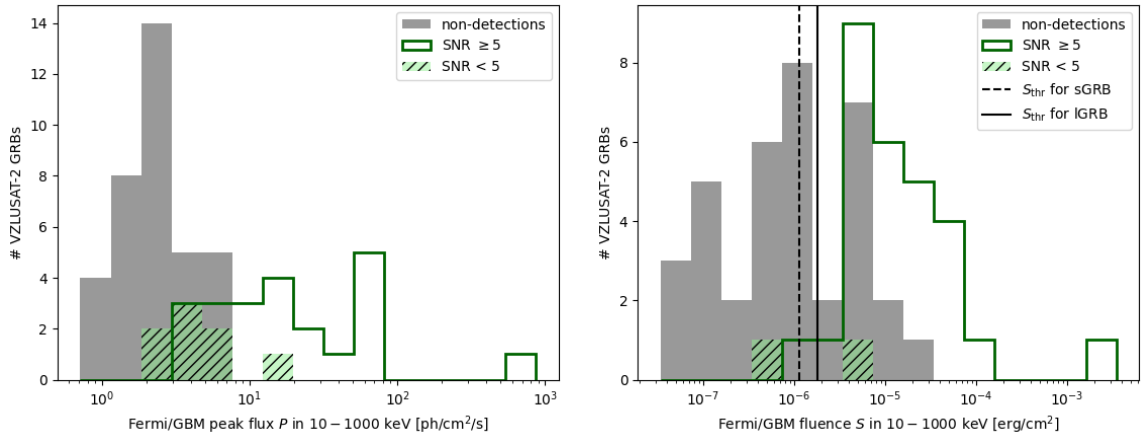 14
12
10
8
6
4
2
0
# VZLUSAT-2 GRBs
non-detections
SNR ≥ 5
SNR < 5
10⁰
10¹
10²
10³
Fermi/GBM peak flux P in 10 − 1000 keV [ph/cm²/s]
8
6
4
2
0
# VZLUSAT-2 GRBs
non-detections
SNR ≥ 5
SNR < 5
S_thr for sGRB
S_thr for lGRB
10⁻⁷
10⁻⁶
10⁻⁵
10⁻⁴
10⁻³
Fermi/GBM fluence S in 10 − 1000 keV [erg/cm²]